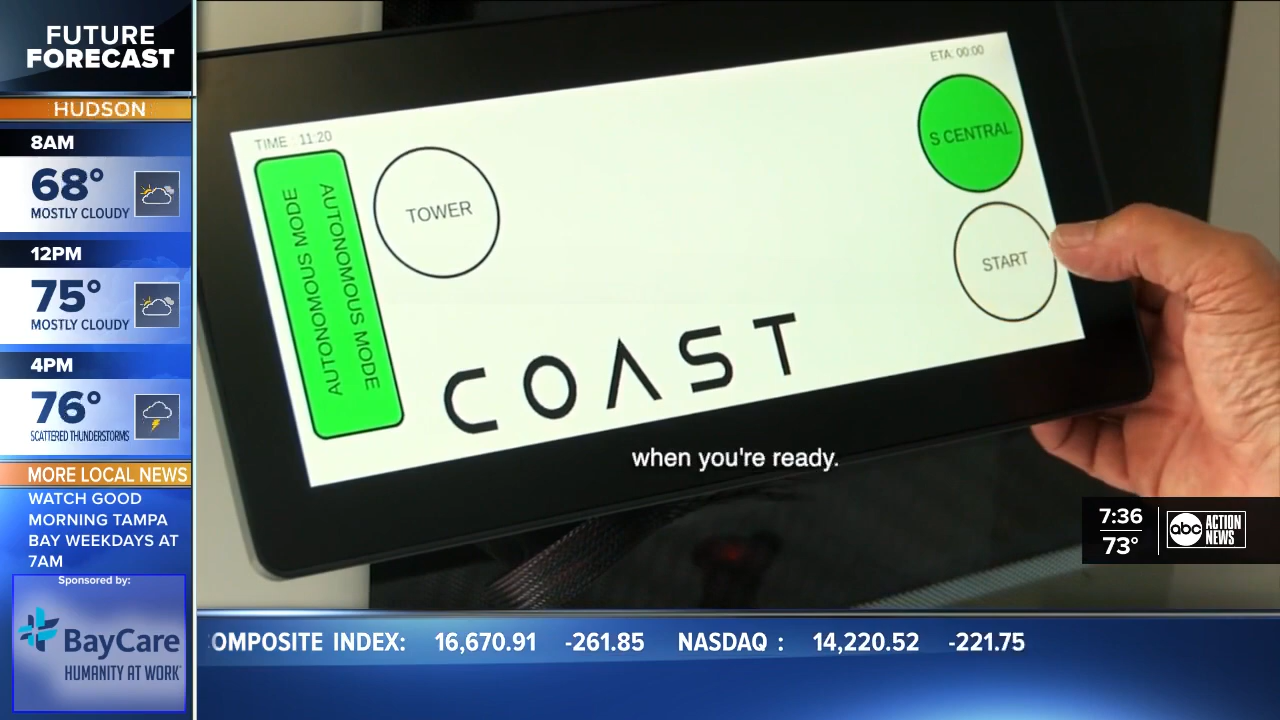 FUTURE
FORECAST
HUDSON
8AM
68°
MOSTLY CLOUDY
12PM
75°
MOSTLY CLOUDY
4PM
76°
SCATTERED THUNDERSTORMS
MORE LOCAL NEWS
WATCH GOOD
MORNING TAMPA
BAY WEEKDAYS AT
7AM
Sponsored by:
BayCare
HUMANITY AT WORK
TIME 11:20
ETA: 00:00
AUTONOMOUS MODE
AUTONOMOUS MODE
TOWER
S CENTRAL
START
COAST
when you're ready.
7:36
73°
abc
ACTION
NEWS
OMPOSITE INDEX: 16,670.91 -261.85 NASDAQ : 14,220.52 -221.75